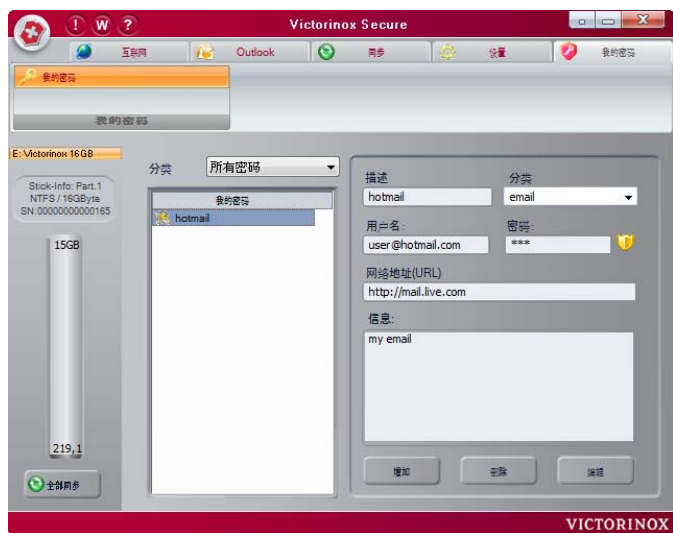 ! W ?
Victorinox Secure
互联网
Outlook
同步
设置
我的密码
我的密码
我的密码
E: Victorinox 16GB
Stick-Info: Part.1
NTFS / 16GByte
SN:00000000000165
15GB
219,1
全部同步
分类
所有密码
我的密码
hotmail
描述
分类
hotmail
email
用户名:
密码:
user@hotmail.com
***
网络地址(URL)
http://mail.live.com
信息:
my email
增加
删除
编辑
VICTORINOX